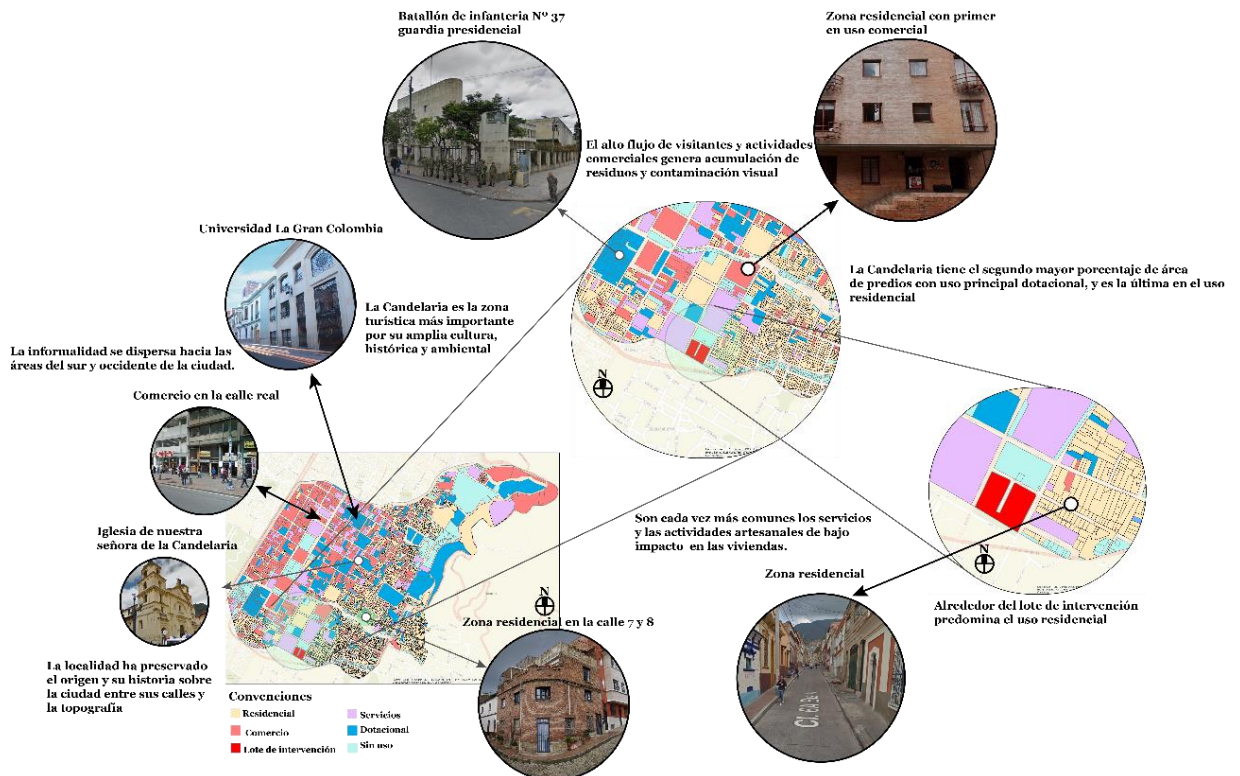 Batallón de infanteria Nº 37
guardia presidencial
Zona residencial con primer
en uso comercial
El alto flujo de visitantes y actividades
comerciales genera acumulación de
residuos y contaminación visual
Universidad La Gran Colombia
La Candelaria es la zona
turística más importante
por su amplia cultura,
histórica y ambiental
La Candelaria tiene el segundo mayor porcentaje de área
de predios con uso principal dotacional, y es la última en el uso
residencial
La informalidad se dispersa hacia las
áreas del sur y occidente de la ciudad.
Comercio en la calle real
N
N
N
Iglesia de nuestra
señora de la Candelaria
Son cada vez más comunes los servicios
y las actividades artesanales de bajo
impacto en las viviendas.
Zona residencial
Alrededor del lote de intervención
predomina el uso residencial
Zona residencial en la calle 7 y 8
La localidad ha preservado
el origen y su historia sobre
la ciudad entre sus calles y
la topografía
Convenciones
Residencial
Comercio
Lote de intervención
Servicios
Dotacional
Sin uso